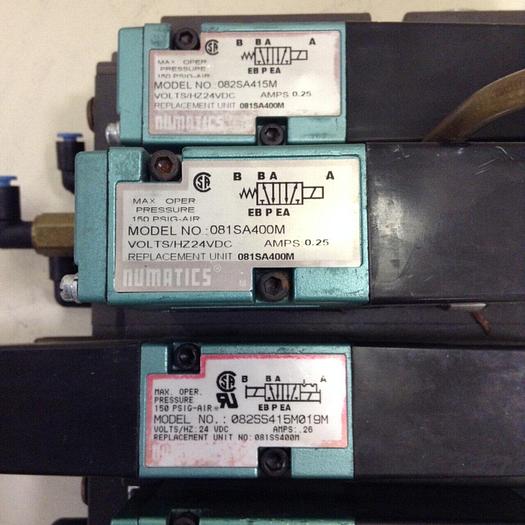 B BA A
MAX OPER
PRESSURE
150 PSIG-AIR
EB P EA
MODEL NO: 082SA415M
VOLTS/HZ 24VDC AMPS 0.25
REPLACEMENT UNIT 081SA400M
NUMATICS
B B A A
MAX OPER
PRESSURE
150 PSIG-AIR
EB P EA
MODEL NO: 081SA400M
VOLTS/HZ24VDC AMPS 0.25
REPLACEMENT UNIT 081SA400M
NUMATICS®
B B A A
MAX. OPER.
PRESSURE
150 PSIG-AIR
EB P EA
MODEL NO.: 082SS415M019M
VOLTS/HZ: 24 VDC AMPS: .26
REPLACEMENT UNIT NO: 081SS400M